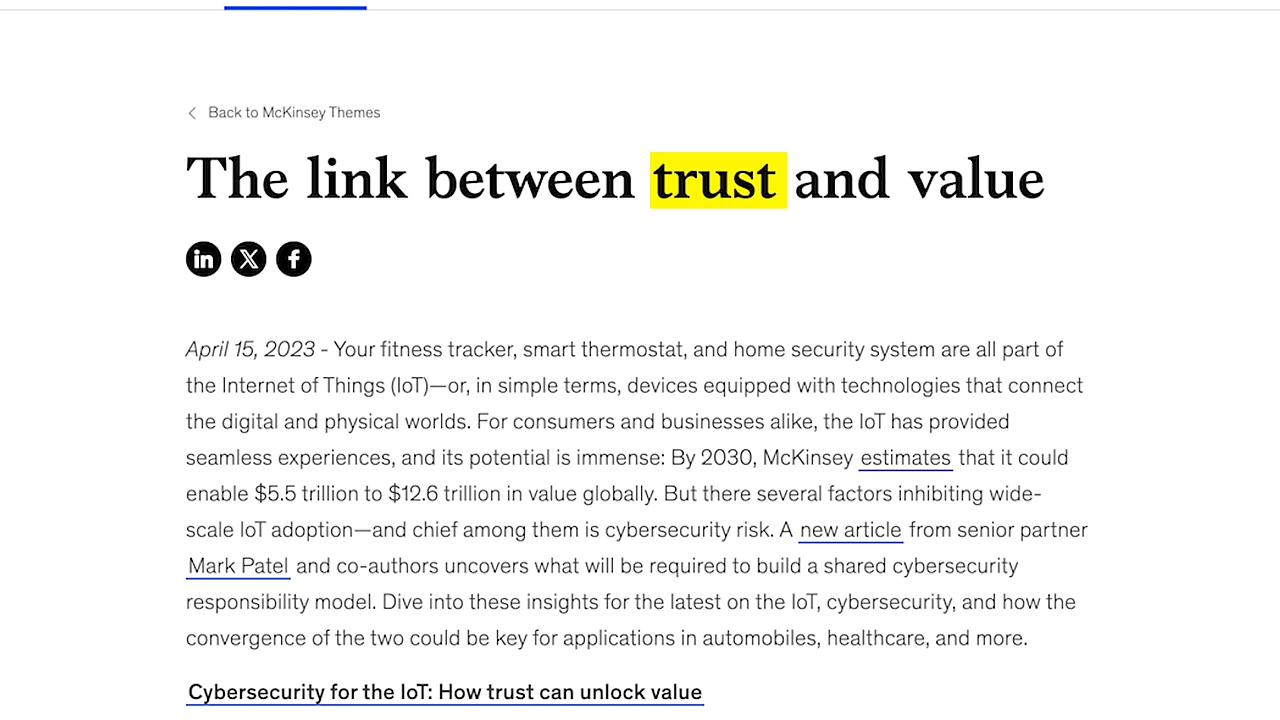 Back to McKinsey Themes
The link between trust and value
in X f
April 15, 2023 - Your fitness tracker, smart thermostat, and home security system are all part of
the Internet of Things (IoT)—or, in simple terms, devices equipped with technologies that connect
the digital and physical worlds. For consumers and businesses alike, the IoT has provided
seamless experiences, and its potential is immense: By 2030, McKinsey estimates that it could
enable $5.5 trillion to $12.6 trillion in value globally. But there several factors inhibiting wide-
scale IoT adoption—and chief among them is cybersecurity risk. A new article from senior partner
Mark Patel and co-authors uncovers what will be required to build a shared cybersecurity
responsibility model. Dive into these insights for the latest on the IoT, cybersecurity, and how the
convergence of the two could be key for applications in automobiles, healthcare, and more.
Cybersecurity for the IoT: How trust can unlock value